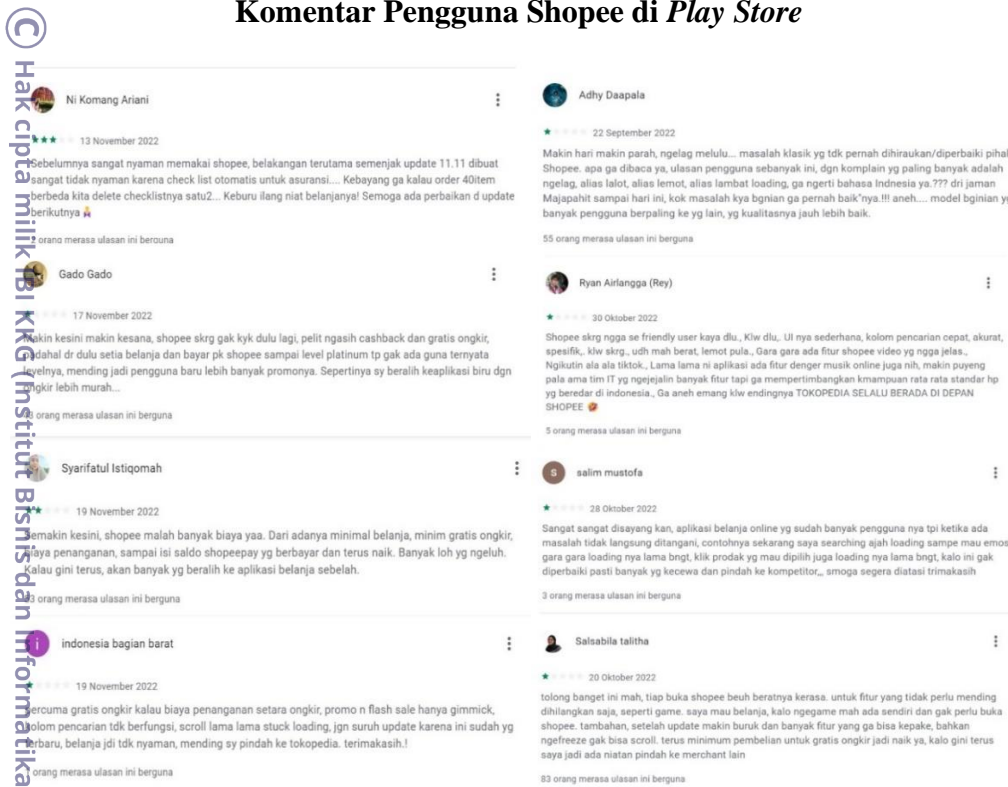 Komentar Pengguna Shopee di Play Store
© Hak cipta milik IBI KKG (Institut Bisnis dan Informatika
Ni Komang Ariani
13 November 2022
Sebelumnya sangat nyaman memakai shopee, belakangan terutama semenjak update 11.11 dibuat
sangat tidak nyaman karena check list otomatis untuk asuransi.... Kebayang ga kalau order 40item
berbeda kita delete checklistnya satu2... Keburu ilang niat belanjanya! Semoga ada perbaikan d update
berikutnya 🙏
orang merasa ulasan ini berguna
Gado Gado
17 November 2022
Makin kesini makin kesana, shopee skrg gak kyk dulu lagi, pelit ngasih cashback dan gratis ongkir,
padahal dr dulu setia belanja dan bayar pk shopee sampai level platinum tp gak ada guna ternyata
levelnya, mending jadi pengguna baru lebih banyak promonya. Sepertinya sy beralih keaplikasi biru dgn
ongkir lebih murah...
orang merasa ulasan ini berguna
Syarifatul Istiqomah
19 November 2022
Semakin kesini, shopee malah banyak biaya yaa. Dari adanya minimal belanja, minim gratis ongkir,
biaya penanganan, sampai isi saldo shopeepay yg berbayar dan terus naik. Banyak loh yg ngeluh.
Kalau gini terus, akan banyak yg beralih ke aplikasi belanja sebelah.
orang merasa ulasan ini berguna
i
indonesia bagian barat
19 November 2022
percuma gratis ongkir kalau biaya penanganan setara ongkir, promo n flash sale hanya gimmick,
kolom pencarian tdk berfungsi, scroll lama lama stuck loading, jgn suruh update karena ini sudah yg
terbaru, belanja jdi tdk nyaman, mending sy pindah ke tokopedia. terimakasih.!
orang merasa ulasan ini berguna
Adhy Daapala
22 September 2022
Makin hari makin parah, ngelag melulu... masalah klasik yg tdk pernah dihiraukan/diperbaiki pihak
Shopee. apa ga dibaca ya, ulasan pengguna sebanyak ini, dgn komplain yg paling banyak adalah
ngelag, alias lalot, alias lemot, alias lambat loading, ga ngerti bahasa Indnesia ya.??? dri jaman
Majapahit sampai hari ini, kok masalah kya bgnian ga pernah baik"nya.!!! aneh.... model bginian yg
banyak pengguna berpaling ke yg lain, yg kualitasnya jauh lebih baik.
55 orang merasa ulasan ini berguna
Ryan Airlangga (Rey)
30 Oktober 2022
Shopee skrg ngga se friendly user kaya dlu., Klw dlu,. UI nya sederhana, kolom pencarian cepat, akurat,
spesifik,. klw skrg., udh mah berat, lemot pula., Gara gara ada fitur shopee video yg ngga jelas.,
Ngikutin ala ala tiktok., Lama lama ni aplikasi ada fitur denger musik online juga nih, makin puyeng
pala ama tim IT yg ngejejalin banyak fitur tapi ga mempertimbangkan kmampuan rata rata standar hp
yg beredar di indonesia., Ga aneh emang klw endingnya TOKOPEDIA SELALU BERADA DI DEPAN
SHOPEE
5 orang merasa ulasan ini berguna
s
salim mustofa
28 Oktober 2022
Sangat sangat disayang kan, aplikasi belanja online yg sudah banyak pengguna nya tpi ketika ada
masalah tidak langsung ditangani, contohnya sekarang saya searching ajah loading sampe mau emos
gara gara loading nya lama bngt, klik prodak yg mau dipilih juga loading nya lama bngt, kalo ini gak
diperbaiki pasti banyak yg kecewa dan pindah ke kompetitor,,, smoga segera diatasi trimakasih
3 orang merasa ulasan ini berguna
Salsabila talitha
20 Oktober 2022
tolong banget ini mah, tiap buka shopee beuh beratnya kerasa. untuk fitur yang tidak perlu mending
dihilangkan saja, seperti game. saya mau belanja, kalo ngegame mah ada sendiri dan gak perlu buka
shopee. tambahan, setelah update makin buruk dan banyak fitur yang ga bisa kepake, bahkan
ngefreeze gak bisa scroll. terus minimum pembelian untuk gratis ongkir jadi naik ya, kalo gini terus
saya jadi ada niatan pindah ke merchant lain
83 orang merasa ulasan ini berguna